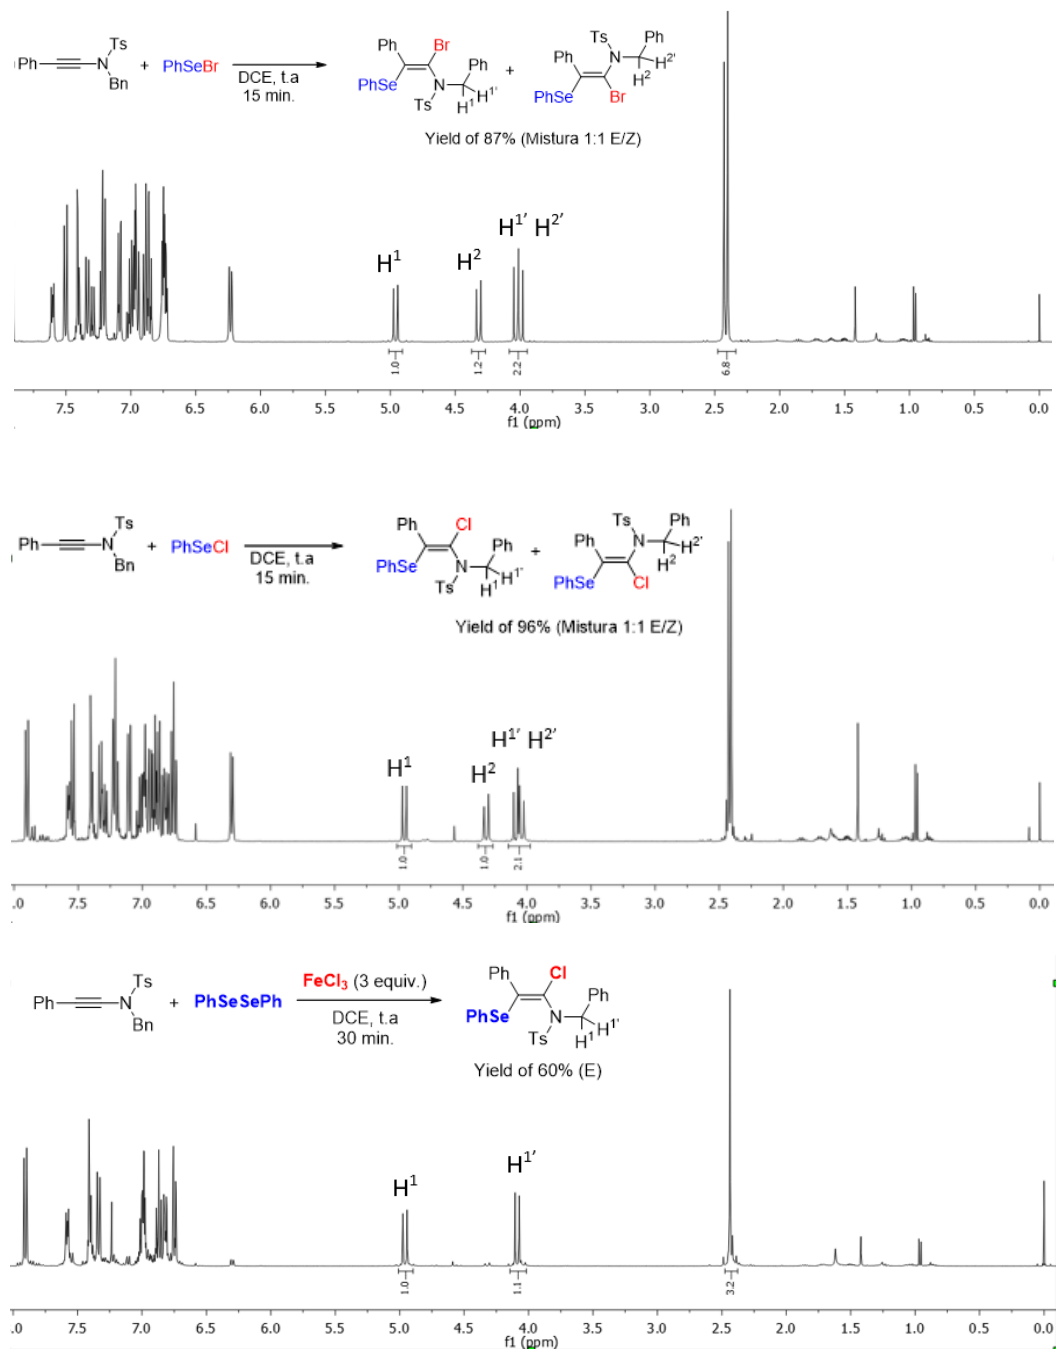 Ts
Ph
N
Bn
+
PhSeBr
DCE, t.a
15 min.
Ph
Br
PhSe
N
Ph
Ts
H1
H1'
+
Ts
N
Ph
Ph
H2'
H2
PhSe
Br
Yield of 87% (Mistura 1:1 E/Z)
H1
H2
H1' H2'
1.0
1.2
2.2
6.8
7.5 7.0 6.5 6.0 5.5 5.0 4.5 4.0 3.5 3.0 2.5 2.0 1.5 1.0 0.5 0.0
f1 (ppm)
Ts
Ph
N
Bn
+
PhSeCl
DCE, t.a
15 min.
Ph
Cl
PhSe
N
Ph
Ts
H1
H1'
+
Ts
N
Ph
Ph
H2'
H2
PhSe
Cl
Yield of 96% (Mistura 1:1 E/Z)
H1
H2
H1' H2'
1.0
1.0
2.1
.0 7.5 7.0 6.5 6.0 5.5 5.0 4.5 4.0 3.5 3.0 2.5 2.0 1.5 1.0 0.5 0.0
f1 (ppm)
Ts
Ph
N
Bn
+
PhSeSePh
FeCl3 (3 equiv.)
DCE, t.a
30 min.
Ph
Cl
PhSe
N
Ph
Ts
H1
H1'
Yield of 60% (E)
H1
H1'
1.0
1.1
3.2
.0 7.5 7.0 6.5 6.0 5.5 5.0 4.5 4.0 3.5 3.0 2.5 2.0 1.5 1.0 0.5 0.0
f1 (ppm)